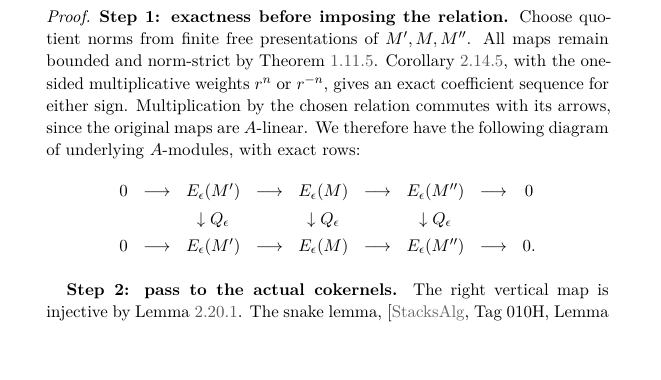 Proof. Step 1: exactness before imposing the relation. Choose quo-
tient norms from finite free presentations of M′, M, M″. All maps remain
bounded and norm-strict by Theorem 1.11.5. Corollary 2.14.5, with the one-
sided multiplicative weights rⁿ or r⁻ⁿ, gives an exact coefficient sequence for
either sign. Multiplication by the chosen relation commutes with its arrows,
since the original maps are A-linear. We therefore have the following diagram
of underlying A-modules, with exact rows:
0 ⟶ E_ϵ(M′) ⟶ E_ϵ(M) ⟶ E_ϵ(M″) ⟶ 0
↓ Q_ϵ ↓ Q_ϵ ↓ Q_ϵ
0 ⟶ E_ϵ(M′) ⟶ E_ϵ(M) ⟶ E_ϵ(M″) ⟶ 0.
Step 2: pass to the actual cokernels. The right vertical map is
injective by Lemma 2.20.1. The snake lemma, [StacksAlg, Tag 010H, Lemma